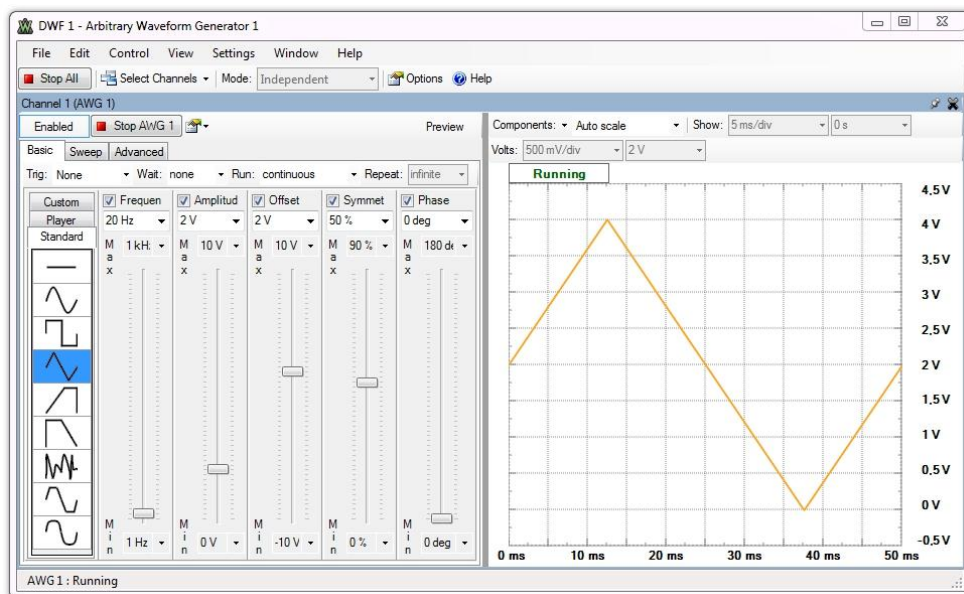 DWF 1 - Arbitrary Waveform Generator 1
File Edit Control View Settings Window Help
Stop All Select Channels Mode: Independent Options Help
Channel 1 (AWG 1)
Enabled Stop AWG 1 Preview
Basic Sweep Advanced
Trig: None Wait: none Run: continuous Repeat: infinite
Custom
Player
Standard
Frequen Amplitud Offset Symmet Phase
20 Hz 2 V 2 V 50 % 0 deg
Max 1 kH: Max 10 V Max 10 V Max 90 % Max 180 de
Min 1 Hz Min 0 V Min -10 V Min 0 % Min 0 deg
Components: Auto scale Show: 5 ms/div 0 s
Volts: 500 mV/div 2 V
Running
4,5 V
4 V
3,5 V
3 V
2,5 V
2 V
1,5 V
1 V
0,5 V
0 V
-0,5 V
0 ms 10 ms 20 ms 30 ms 40 ms 50 ms
AWG 1 : Running